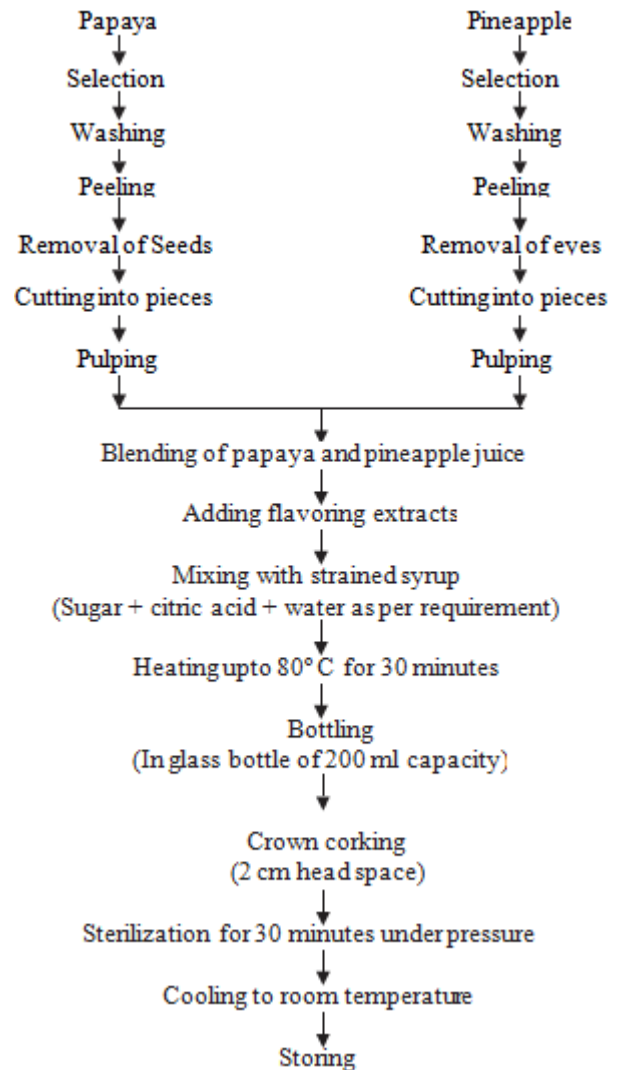 Papaya
Selection
Washing
Peeling
Removal of Seeds
Cutting into pieces
Pulping
Pineapple
Selection
Washing
Peeling
Removal of eyes
Cutting into pieces
Pulping
Blending of papaya and pineapple juice
Adding flavoring extracts
Mixing with strained syrup
(Sugar + citric acid + water as per requirement)
Heating upto 80° C for 30 minutes
Bottling
(In glass bottle of 200 ml capacity)
Crown corking
(2 cm head space)
Sterilization for 30 minutes under pressure
Cooling to room temperature
Storing